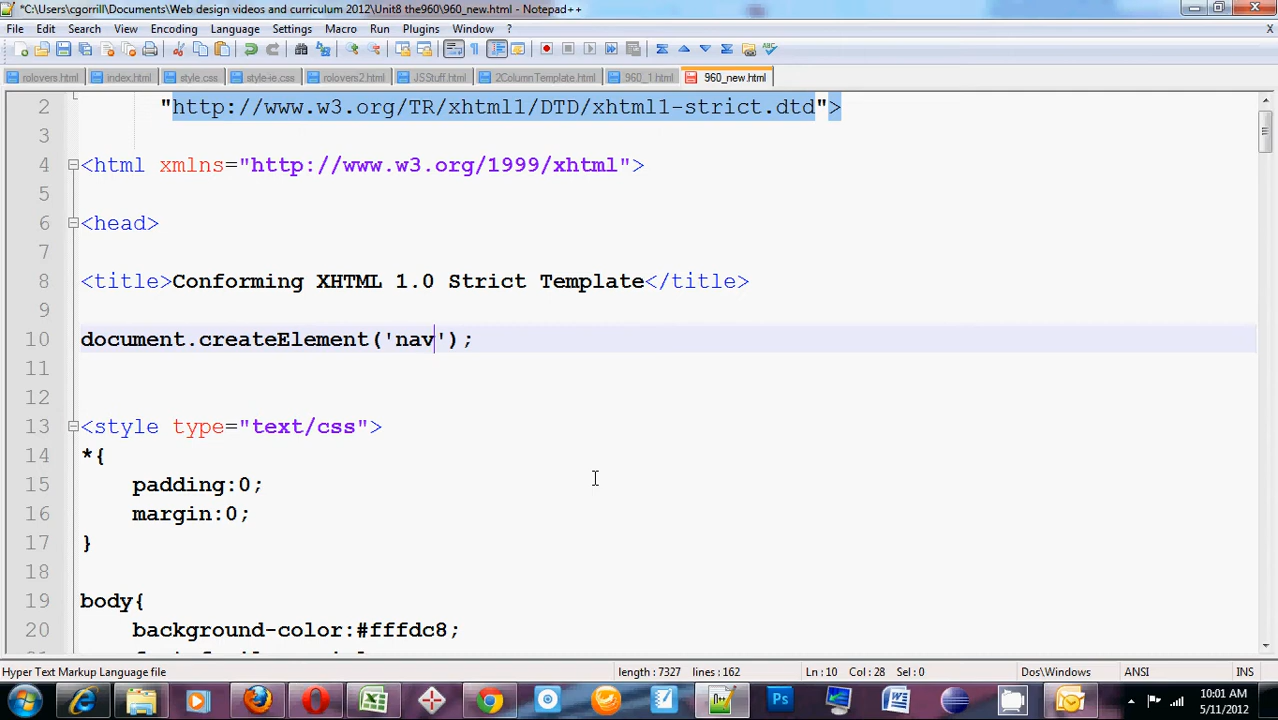 *C:\Users\cgorrill\Documents\Web design videos and curriculum 2012\Unit8 the960\960_new.html - Notepad++
File Edit Search View Encoding Language Settings Macro Run Plugins Window ? X
rolovers.html index.html style.css style-ie.css rolovers2.html JSStuff.html 2ColumnTemplate.html 960_1.html 960_new.html
2 "http://www.w3.org/TR/xhtml1/DTD/xhtml1-strict.dtd">
3
4 <html xmlns="http://www.w3.org/1999/xhtml">
5
6 <head>
7
8 <title>Conforming XHTML 1.0 Strict Template</title>
9
10 document.createElement('nav');
11
12
13 <style type="text/css">
14 *{
15 padding:0;
16 margin:0;
17 }
18
19 body{
20 background-color:#fffdc8;
Hyper Text Markup Language file length : 7327 lines : 162 Ln : 10 Col : 28 Sel : 0 Dos\Windows ANSI INS
10:01 AM
5/11/2012